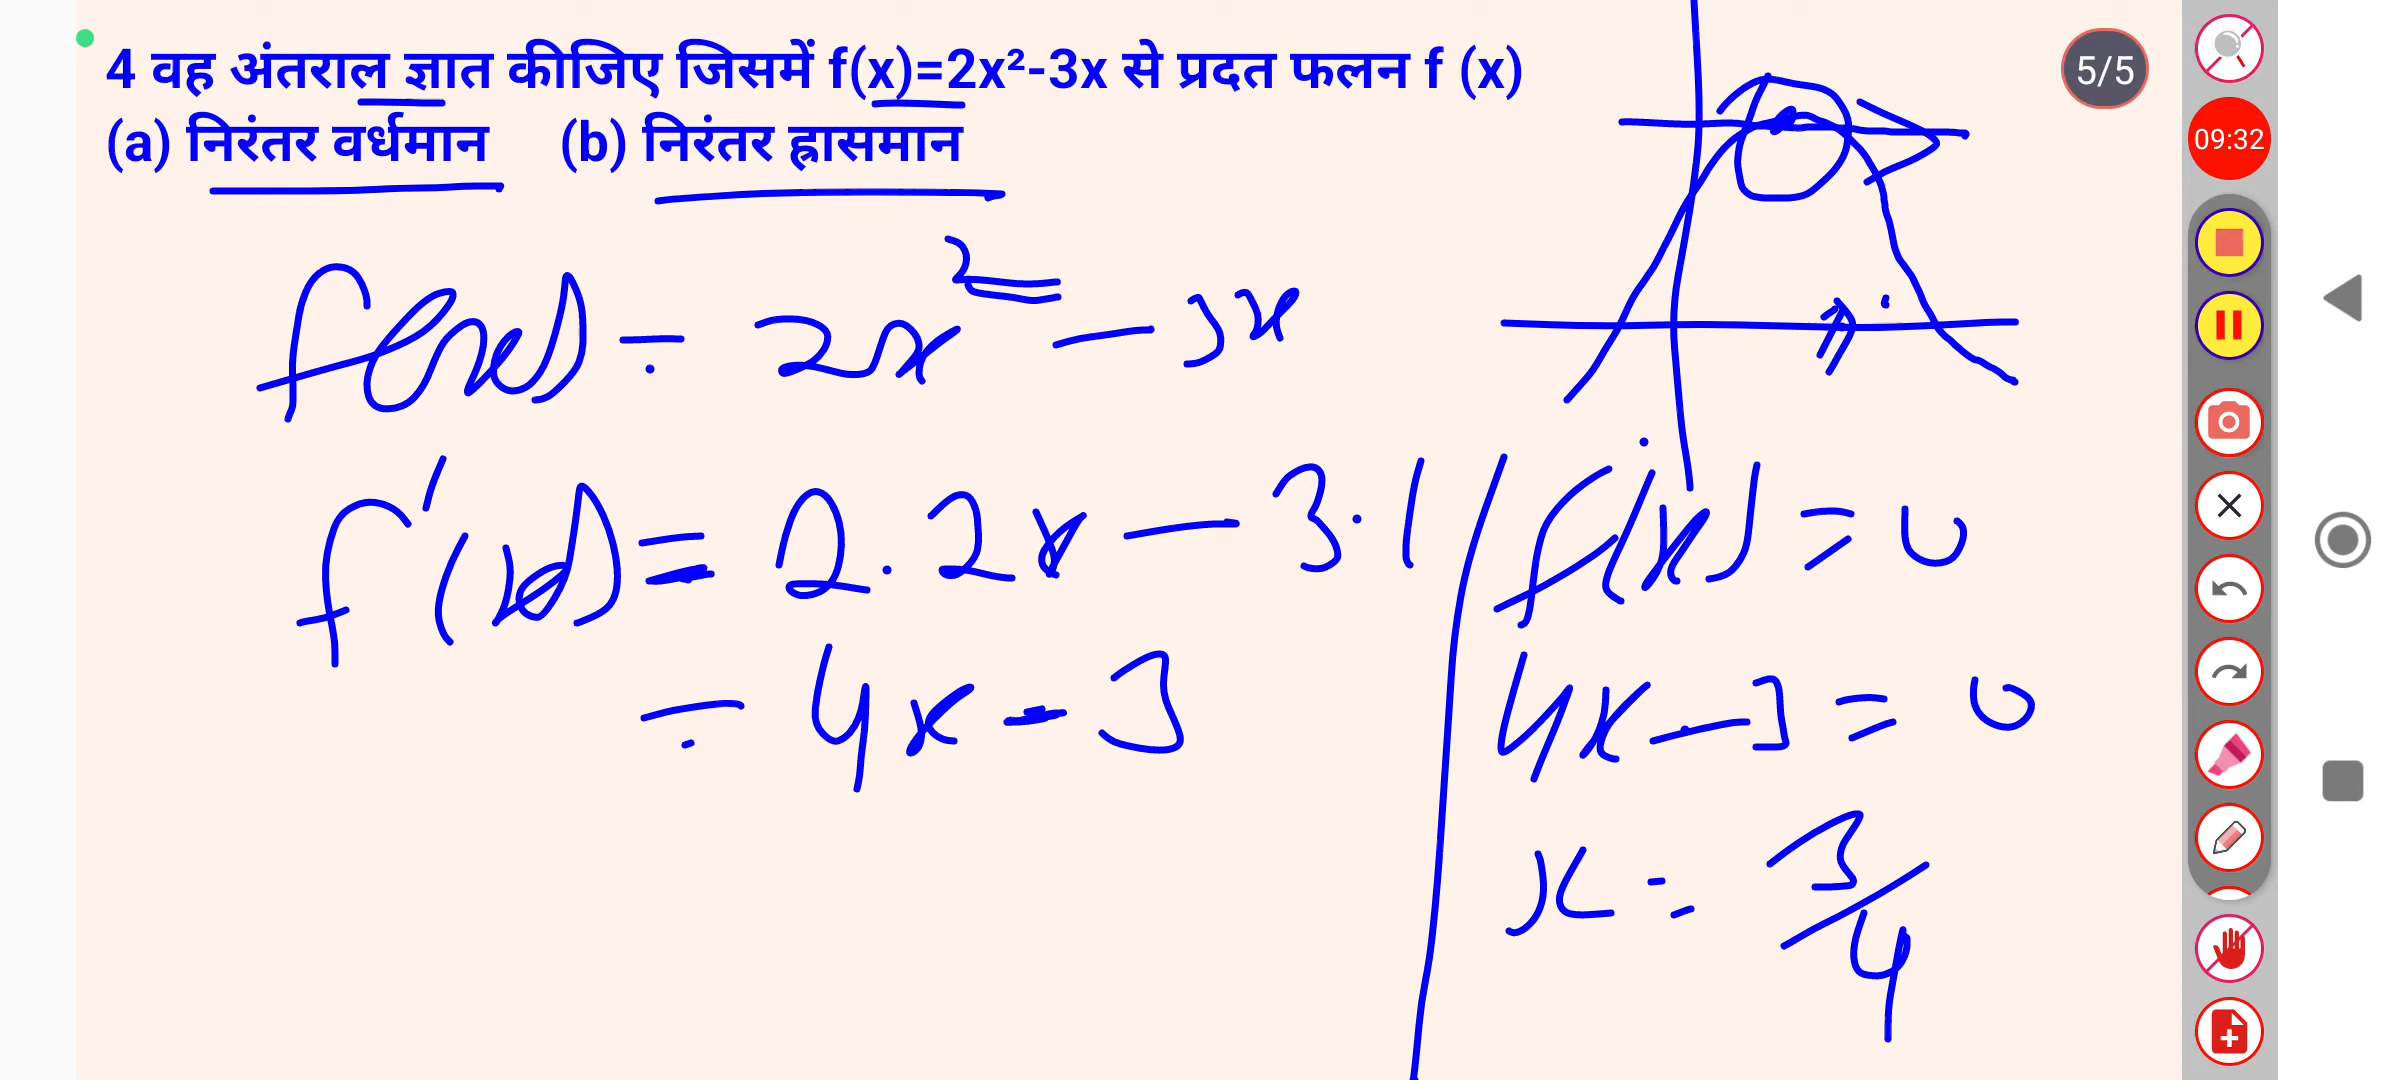 4 वह अंतराल ज्ञात कीजिए जिसमें f(x)=2x²-3x से प्रदत फलन f (x)
(a) निरंतर वर्धमान (b) निरंतर ह्रासमान
f(x) = 2x² - 3x
f'(x) = 2.2x - 3.1
= 4x - 3
f'(x) = 0
4x - 3 = 0
x = 3/4
5/5
09:32